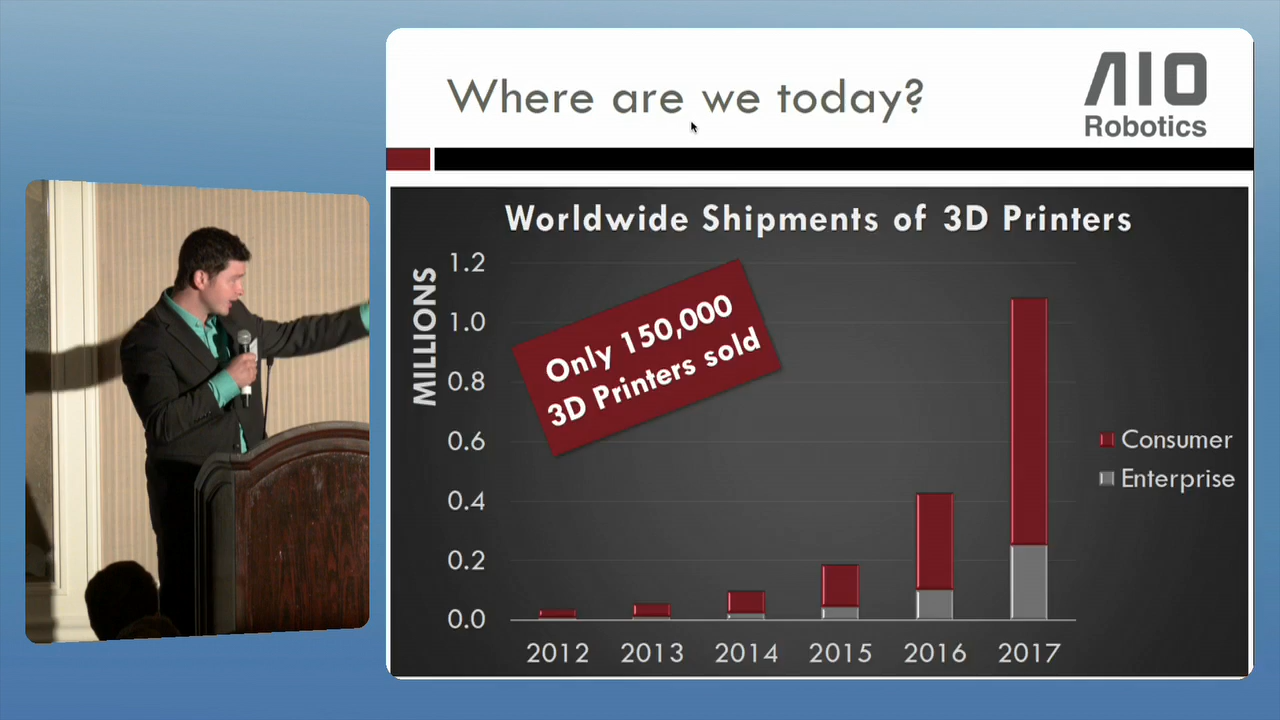 Where are we today?
AIO
Robotics
Worldwide Shipments of 3D Printers
MILLIONS
1.2
1.0
0.8
0.6
0.4
0.2
0.0
Only 150,000
3D Printers sold
Consumer
Enterprise
2012 2013 2014 2015 2016 2017